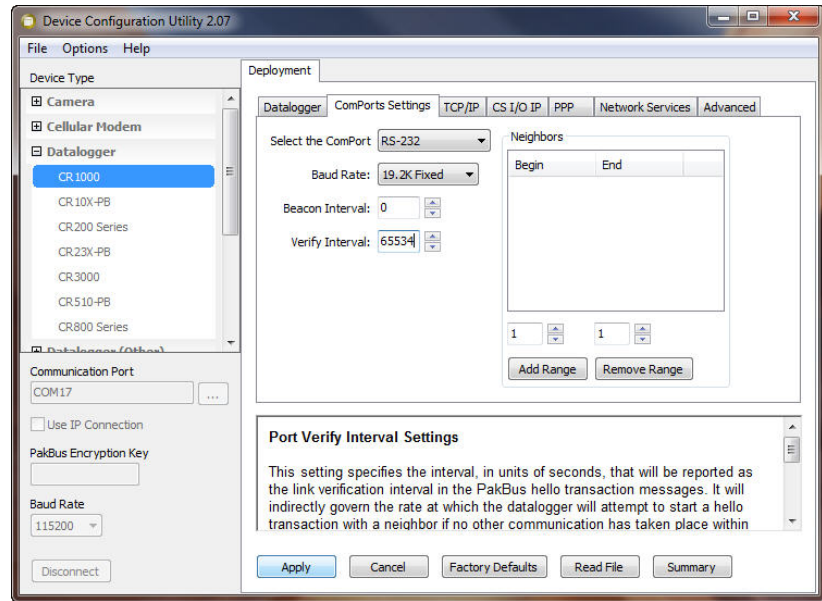 Device Configuration Utility 2.07
File Options Help
Device Type
Camera
Cellular Modem
Datalogger
CR1000
CR10X-PB
CR200 Series
CR23X-PB
CR3000
CR510-PB
CR800 Series
Datalogger (Other)
Communication Port
COM17
...
Use IP Connection
PakBus Encryption Key
Baud Rate
115200
Disconnect
Deployment
Datalogger ComPorts Settings TCP/IP CS I/O IP PPP Network Services Advanced
Select the ComPort RS-232
Baud Rate: 19.2K Fixed
Beacon Interval: 0
Verify Interval: 65534
Neighbors
Begin End
1 1
Add Range Remove Range
Port Verify Interval Settings
This setting specifies the interval, in units of seconds, that will be reported as
the link verification interval in the PakBus hello transaction messages. It will
indirectly govern the rate at which the datalogger will attempt to start a hello
transaction with a neighbor if no other communication has taken place within
Apply Cancel Factory Defaults Read File Summary